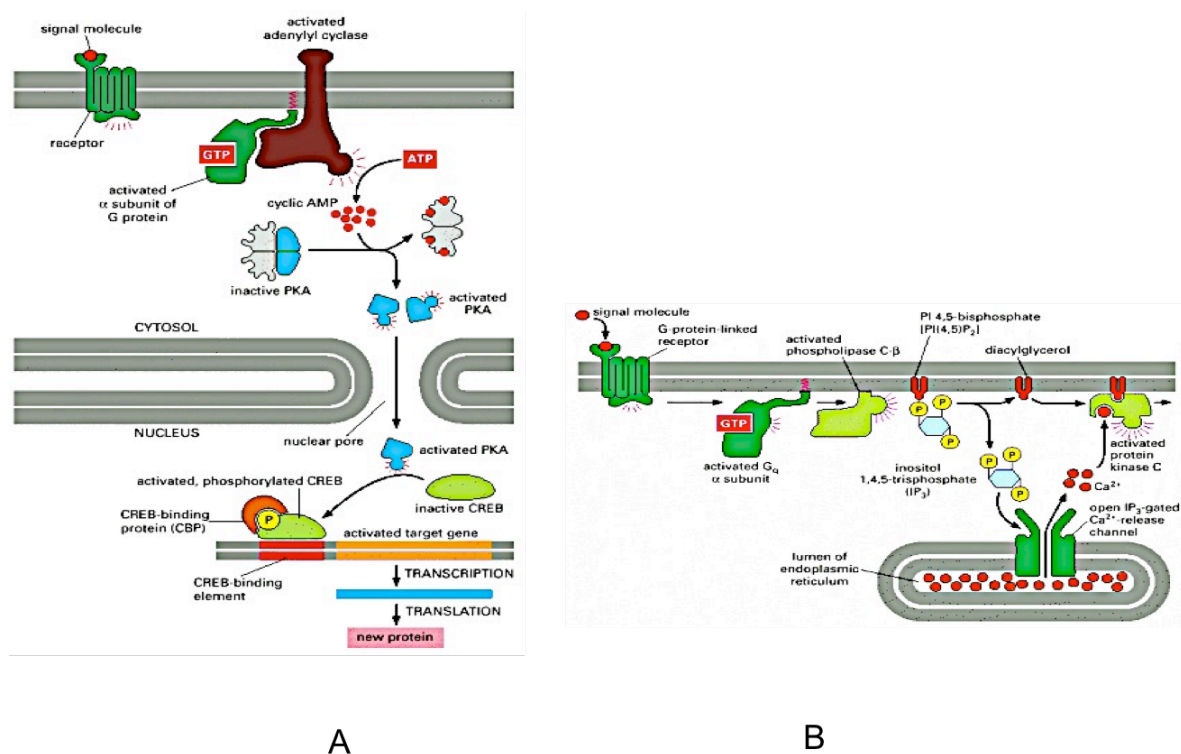 signal molecule
activated
adenylyl cyclase
receptor
GTP
ATP
activated
α subunit of
G protein
cyclic AMP
inactive PKA
activated
PKA
CYTOSOL
NUCLEUS
nuclear pore
activated PKA
activated, phosphorylated CREB
inactive CREB
CREB-binding
protein (CBP)
P
activated target gene
CREB-binding
element
TRANSCRIPTION
TRANSLATION
new protein
A
signal molecule
G-protein-linked
receptor
activated
phospholipase C-β
PI 4,5-bisphosphate
[PI(4,5)P₂]
diacylglycerol
GTP
activated Gq
α subunit
P
P
P
inositol
1,4,5-trisphosphate
(IP₃)
P
P
P
activated
protein
kinase C
Ca²⁺
open IP₃-gated
Ca²⁺-release
channel
lumen of
endoplasmic
reticulum
B